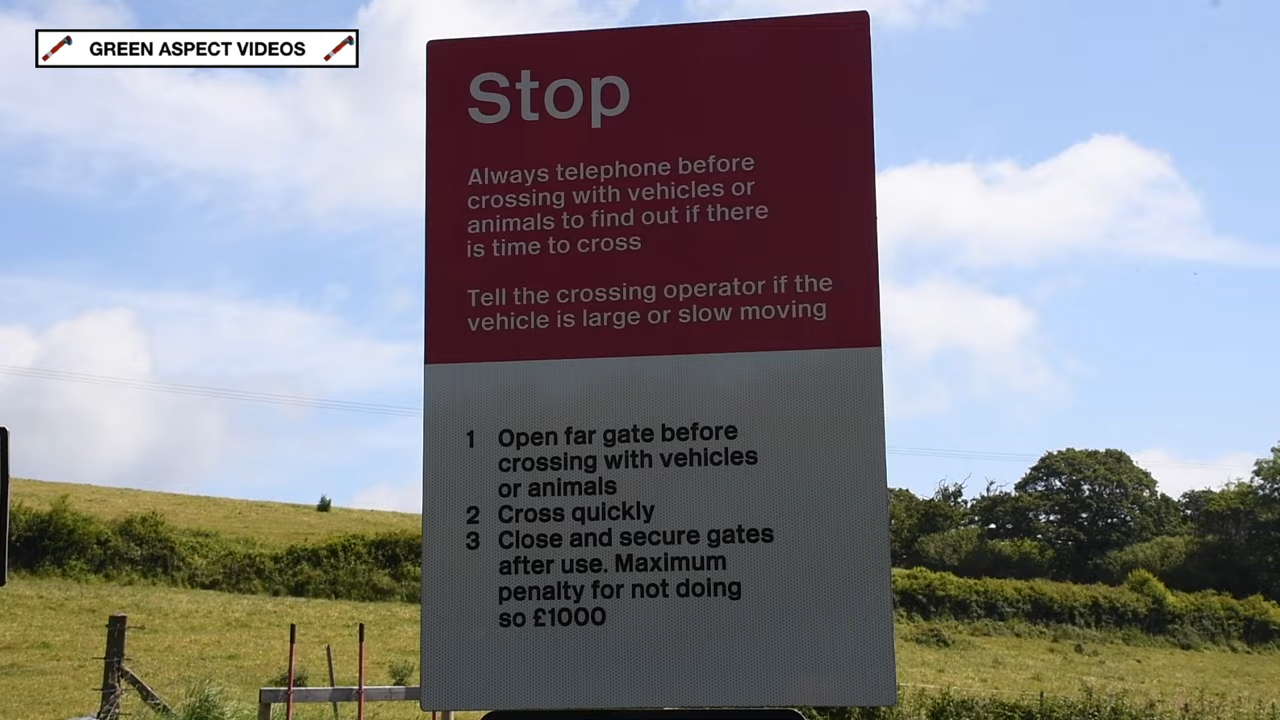 GREEN ASPECT VIDEOS
Stop
Always telephone before
crossing with vehicles or
animals to find out if there
is time to cross
Tell the crossing operator if the
vehicle is large or slow moving
1 Open far gate before
crossing with vehicles
or animals
2 Cross quickly
3 Close and secure gates
after use. Maximum
penalty for not doing
so £1000